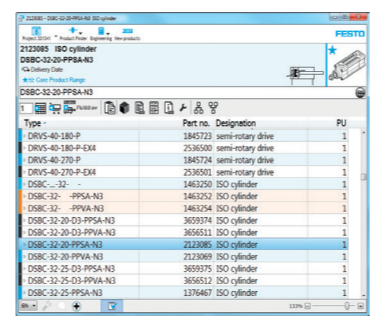 2123085 - DSBC-32-20-PPSA-N3 ISO cylinder
Product Finder Engineering New products
FESTO
2123085 ISO cylinder
DSBC-32-20-PPSA-N3
Delivery Date
Core Product Range
DSBC-32-20-PPSA-N3
1
Type Part no. Designation PU
DRVS-40-180-P 1845723 semi-rotary drive 1
DRVS-40-180-P-EX4 2536500 semi-rotary drive 1
DRVS-40-270-P 1845724 semi-rotary drive 1
DRVS-40-270-P-EX4 2536501 semi-rotary drive 1
DSBC-...-32- - 1463250 ISO cylinder 1
DSBC-32- -PPSA-N3 1463252 ISO cylinder 1
DSBC-32- -PPVA-N3 1463254 ISO cylinder 1
DSBC-32-20-D3-PPSA-N3 3659374 ISO cylinder 1
DSBC-32-20-D3-PPVA-N3 3656511 ISO cylinder 1
DSBC-32-20-PPSA-N3 2123085 ISO cylinder 1
DSBC-32-20-PPVA-N3 2123069 ISO cylinder 1
DSBC-32-25-D3-PPSA-N3 3659375 ISO cylinder 1
DSBC-32-25-D3-PPVA-N3 3656512 ISO cylinder 1
DSBC-32-25-PPSA-N3 1376467 ISO cylinder 1
133%